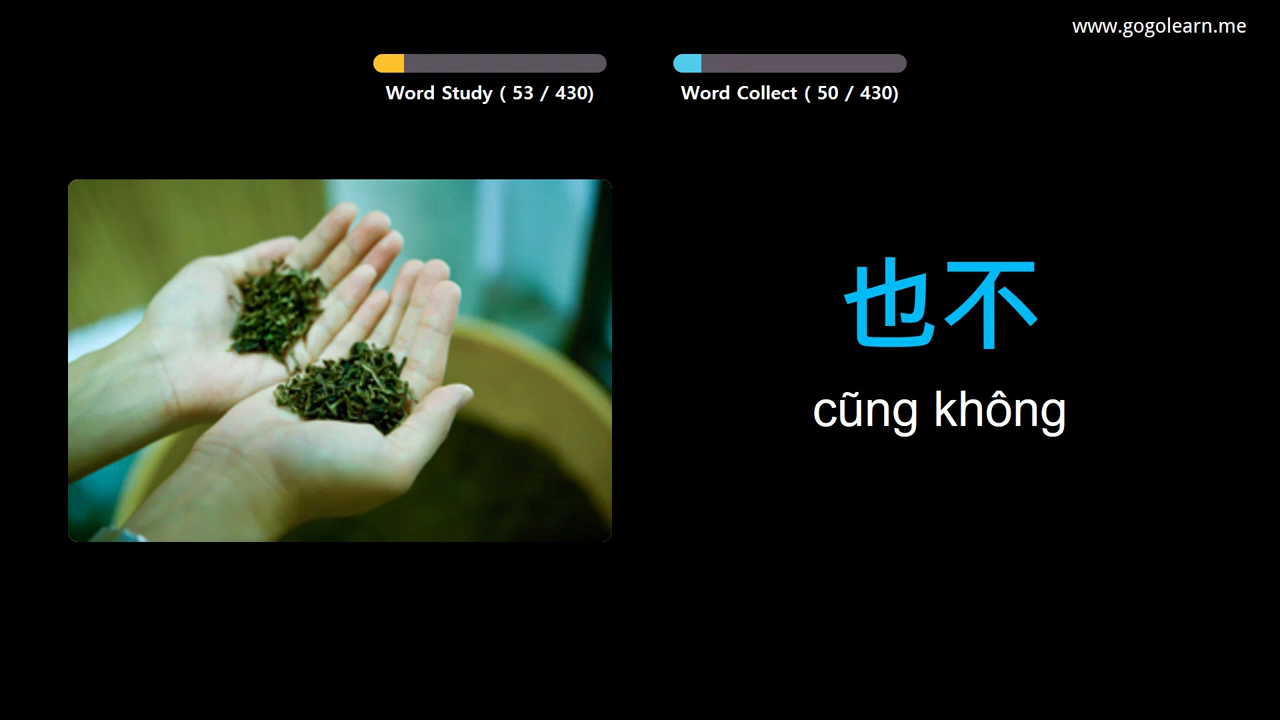 www.gogolearn.me
Word Study ( 53 / 430)
Word Collect ( 50 / 430)
也不
cũng không